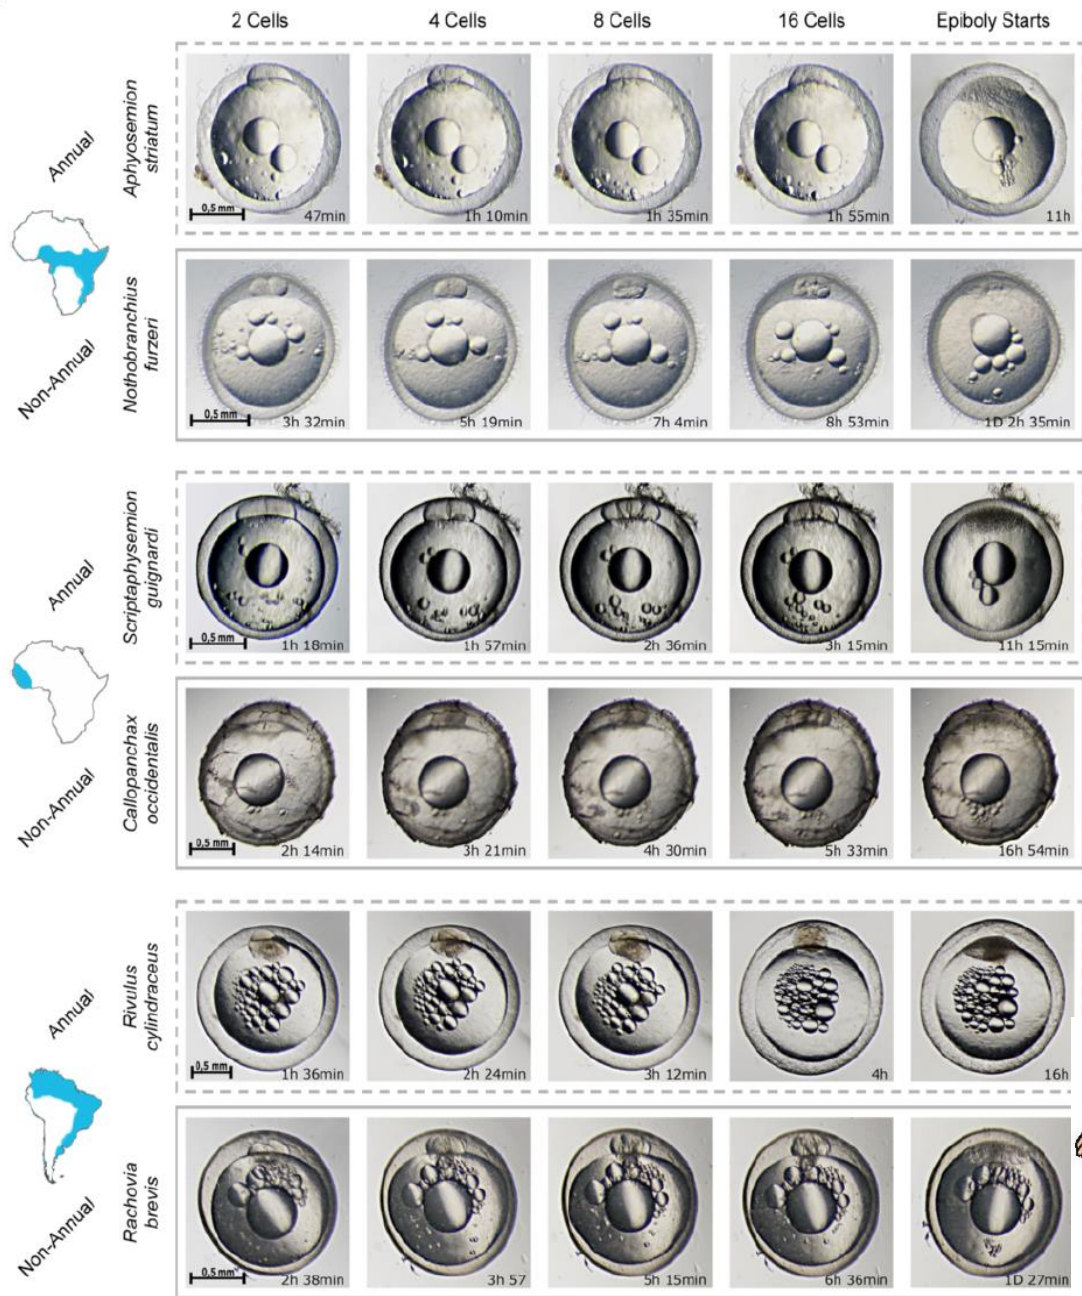 2 Cells 4 Cells 8 Cells 16 Cells Epiboly Starts
Annual
Aphyosemion
striatum
0,5 mm
47min 1h 10min 1h 35min 1h 55min 11h
Non-Annual
Nothobranchius
furzeri
0,5 mm
3h 32min 5h 19min 7h 4min 8h 53min 1D 2h 35min
Annual
Scriptaphysemion
guignardi
0,5 mm
1h 18min 1h 57min 2h 36min 3h 15min 11h 15min
Non-Annual
Callopanchax
occidentalis
0,5 mm
2h 14min 3h 21min 4h 30min 5h 33min 16h 54min
Annual
Rivulus
cylindraceus
0,5 mm
1h 36min 2h 24min 3h 12min 4h 16h
Non-Annual
Rachovia
brevis
0,5 mm
2h 38min 3h 57 5h 15min 6h 36min 1D 27min